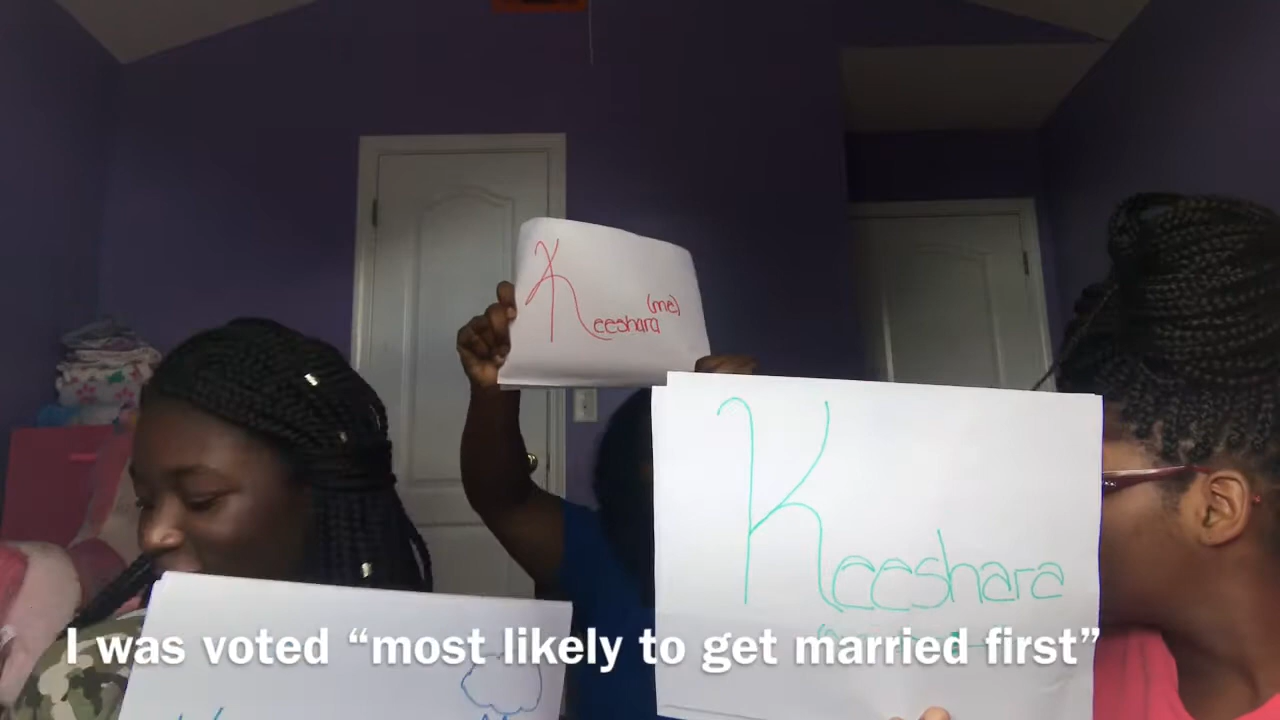 Keeshara
(me)
Keeshara
I was voted “most likely to get married first”